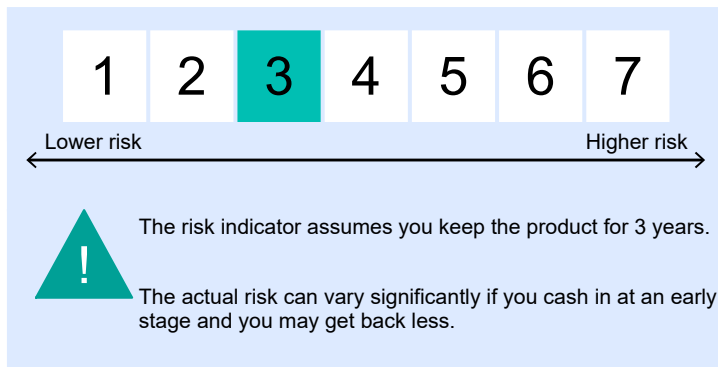 1 2 3 4 5 6 7
Lower risk Higher risk
!
The risk indicator assumes you keep the product for 3 years.
The actual risk can vary significantly if you cash in at an early
stage and you may get back less.